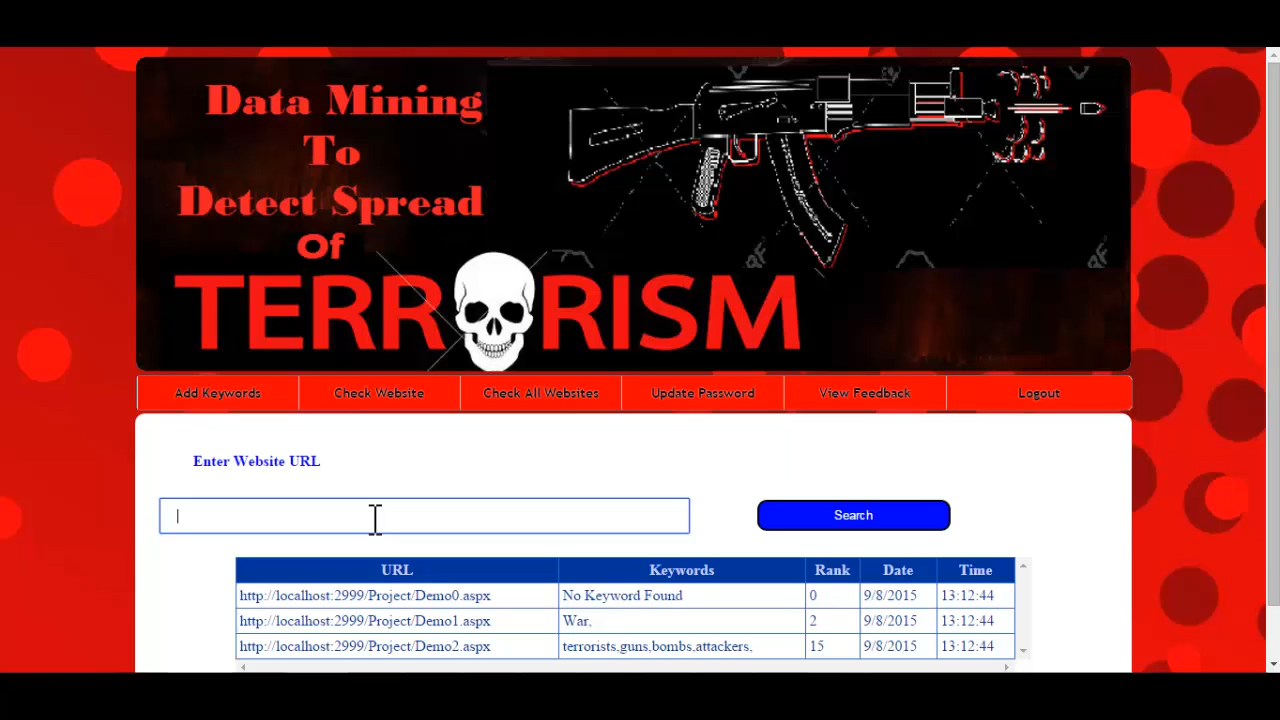 Data Mining
To
Detect Spread
Of
TERRORISM
Add Keywords Check Website Check All Websites Update Password View Feedback Logout
Enter Website URL
Search
URL Keywords Rank Date Time
http://localhost:2999/Project/Demo0.aspx No Keyword Found 0 9/8/2015 13:12:44
http://localhost:2999/Project/Demo1.aspx War, 2 9/8/2015 13:12:44
http://localhost:2999/Project/Demo2.aspx terrorists,guns,bombs,attackers, 15 9/8/2015 13:12:44